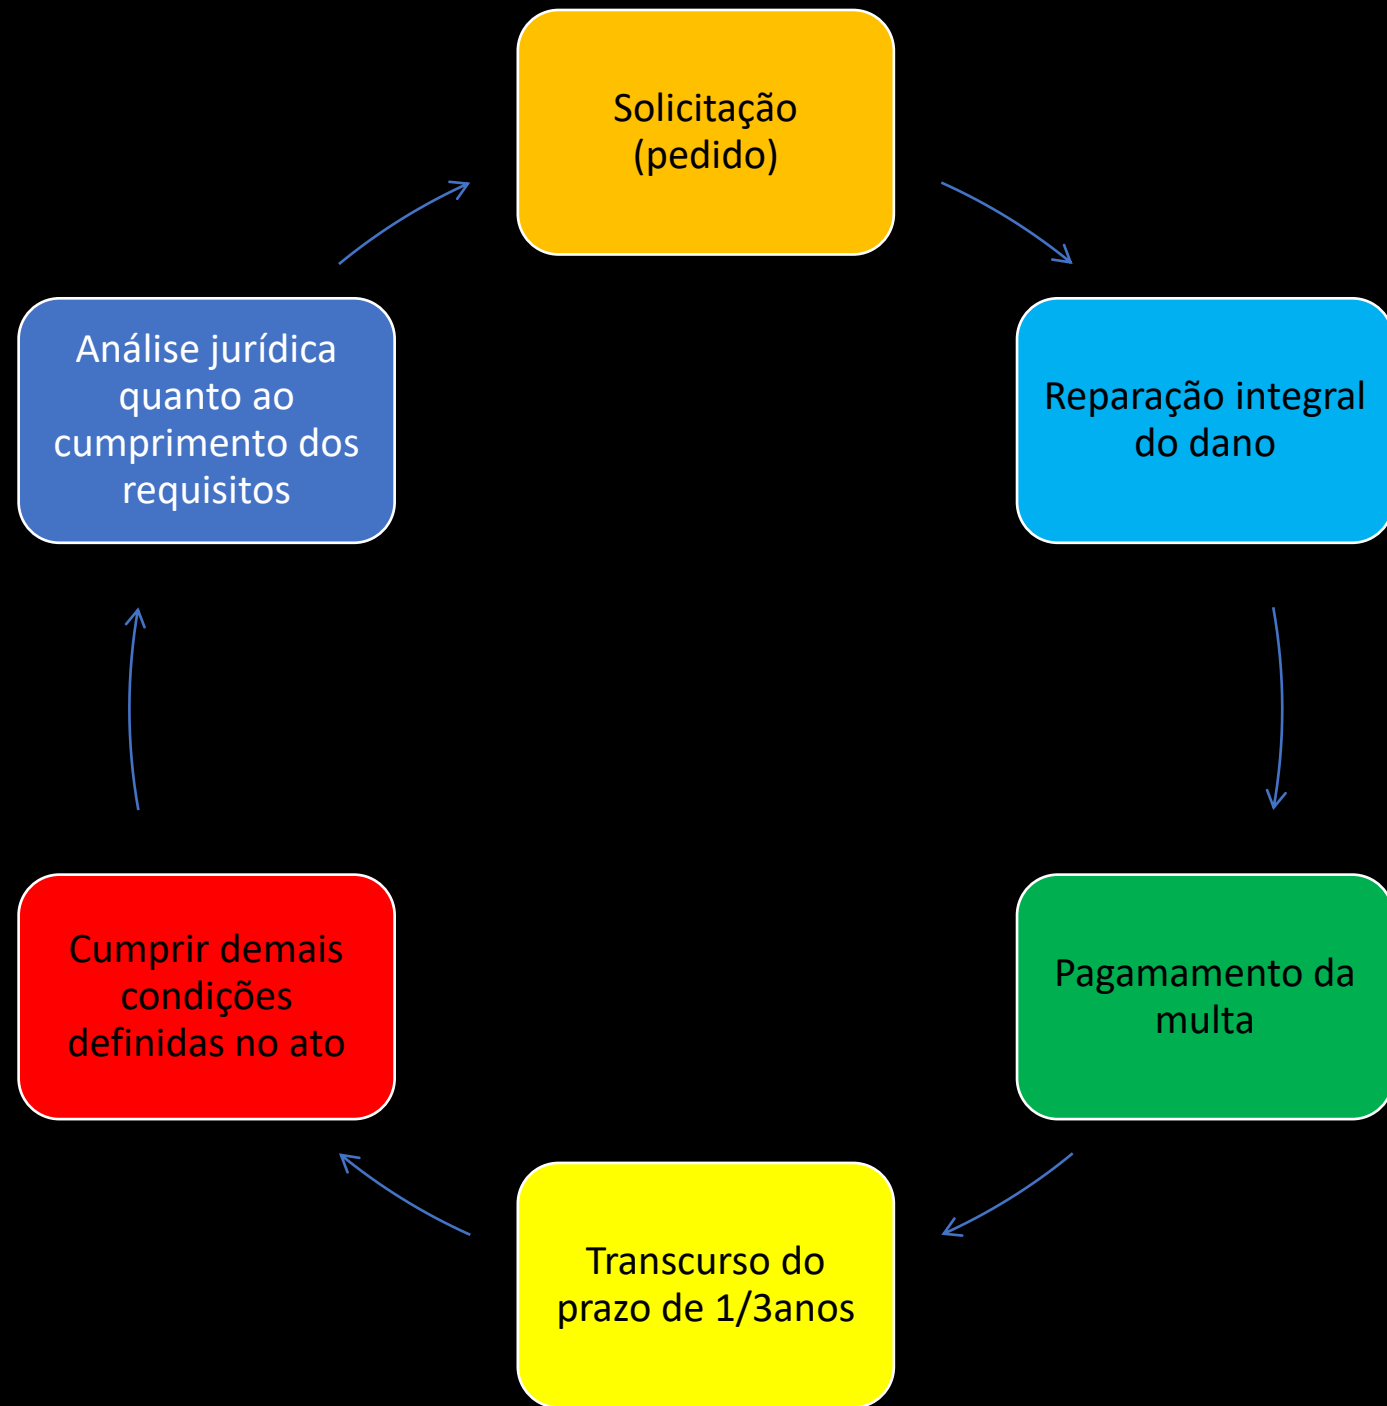 Solicitação
(pedido)
Reparação integral
do dano
Pagamamento da
multa
Transcurso do
prazo de 1/3anos
Cumprir demais
condições
definidas no ato
Análise jurídica
quanto ao
cumprimento dos
requisitos